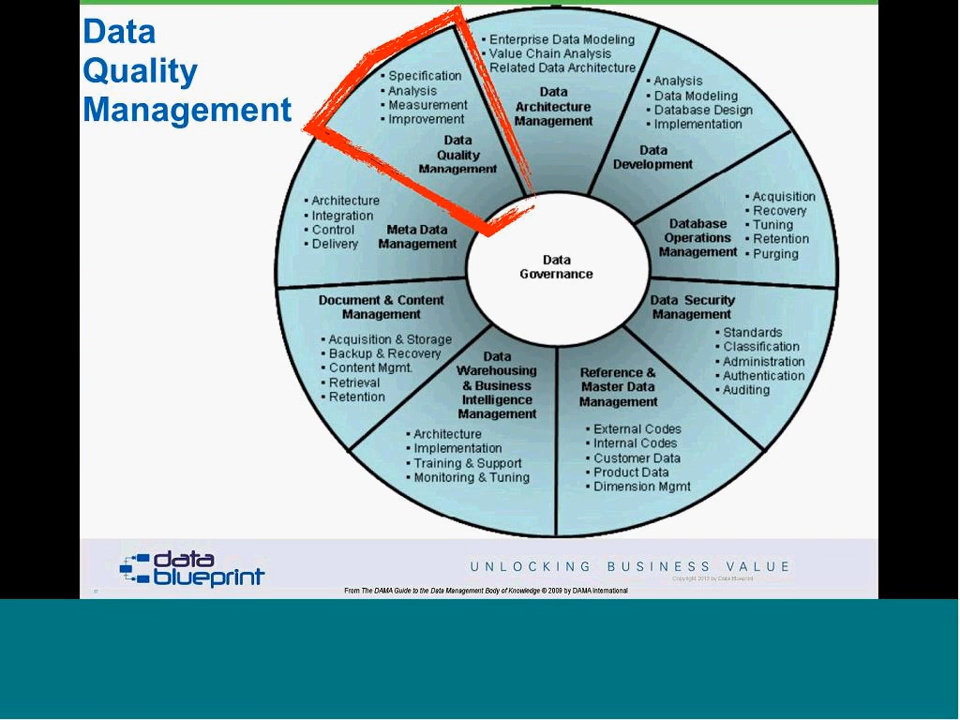 Data
Quality
Management
▪ Enterprise Data Modeling
▪ Value Chain Analysis
Related Data Architecture
Data
Architecture
Management
▪ Analysis
▪ Data Modeling
▪ Database Design
▪ Implementation
Data
Development
▪ Acquisition
▪ Recovery
▪ Tuning
▪ Retention
▪ Purging
Database
Operations
Management
Data Security
Management
▪ Standards
▪ Classification
▪ Administration
▪ Authentication
▪ Auditing
Reference &
Master Data
Management
▪ External Codes
▪ Internal Codes
▪ Customer Data
▪ Product Data
▪ Dimension Mgmt
Data
Warehousing
& Business
Intelligence
Management
▪ Architecture
▪ Implementation
▪ Training & Support
▪ Monitoring & Tuning
Document & Content
Management
▪ Acquisition & Storage
▪ Backup & Recovery
▪ Content Mgmt.
▪ Retrieval
▪ Retention
▪ Architecture
▪ Integration
▪ Control
▪ Delivery
Meta Data
Management
▪ Specification
▪ Analysis
▪ Measurement
▪ Improvement
Data
Quality
Management
Data
Governance
data
blueprint
UNLOCKING BUSINESS VALUE
Copyright 2013 by Data Blueprint
From The DAMA Guide to the Data Management Body of Knowledge © 2009 by DAMA International